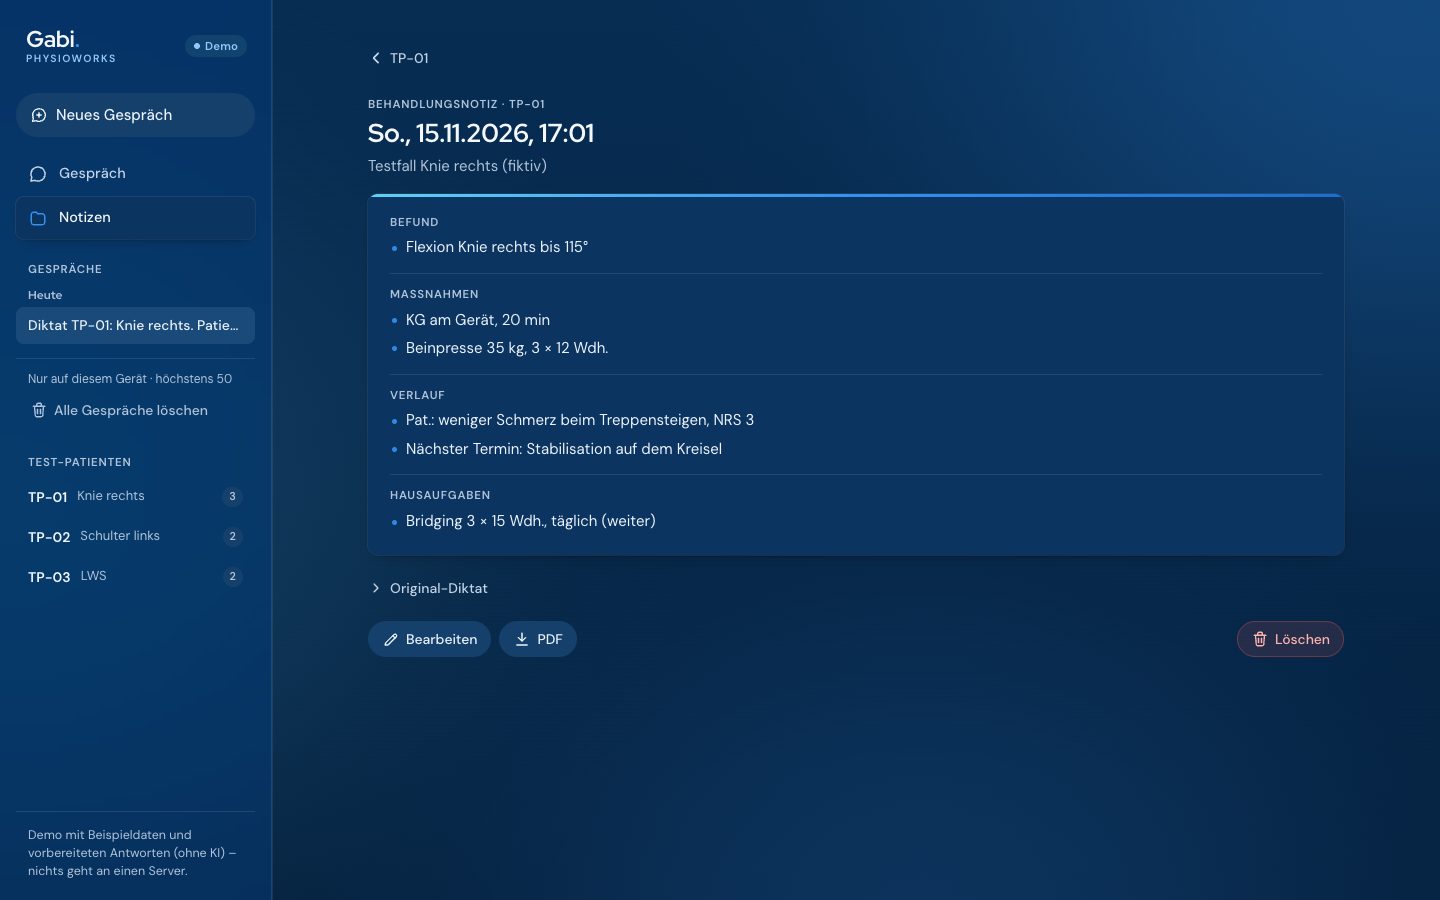 Gabi.
PHYSIOWORKS
Demo
Neues Gespräch
Gespräch
Notizen
GESPRÄCHE
Heute
Diktat TP-01: Knie rechts. Patie…
Nur auf diesem Gerät · höchstens 50
Alle Gespräche löschen
TEST-PATIENTEN
TP-01 Knie rechts 3
TP-02 Schulter links 2
TP-03 LWS 2
Demo mit Beispieldaten und
vorbereiteten Antworten (ohne KI) –
nichts geht an einen Server.
TP-01
BEHANDLUNGSNOTIZ · TP-01
So., 15.11.2026, 17:01
Testfall Knie rechts (fiktiv)
BEFUND
Flexion Knie rechts bis 115°
MASSNAHMEN
KG am Gerät, 20 min
Beinpresse 35 kg, 3 × 12 Wdh.
VERLAUF
Pat.: weniger Schmerz beim Treppensteigen, NRS 3
Nächster Termin: Stabilisation auf dem Kreisel
HAUSAUFGABEN
Bridging 3 × 15 Wdh., täglich (weiter)
Original-Diktat
Bearbeiten
PDF
Löschen